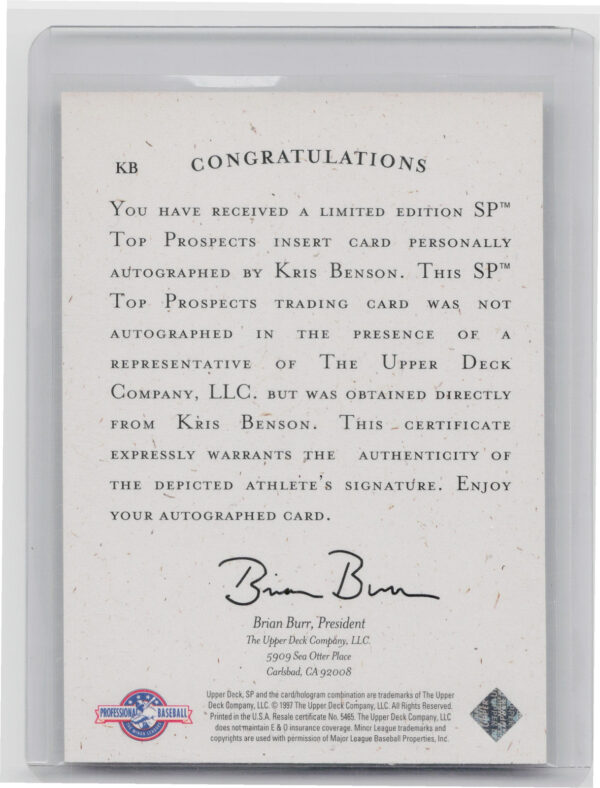 KB
CONGRATULATIONS
YOU HAVE RECEIVED A LIMITED EDITION SP™
TOP PROSPECTS INSERT CARD PERSONALLY
AUTOGRAPHED BY KRIS BENSON. THIS SP™
TOP PROSPECTS TRADING CARD WAS NOT
AUTOGRAPHED IN THE PRESENCE OF A
REPRESENTATIVE OF THE UPPER DECK
COMPANY, LLC. BUT WAS OBTAINED DIRECTLY
FROM KRIS BENSON. THIS CERTIFICATE
EXPRESSLY WARRANTS THE AUTHENTICITY OF
THE DEPICTED ATHLETE'S SIGNATURE. ENJOY
YOUR AUTOGRAPHED CARD.
Brian Burr
Brian Burr, President
The Upper Deck Company, LLC.
5909 Sea Otter Place
Carlsbad, CA 92008
PROFESSIONAL BASEBALL
MINOR LEAGUE
Upper Deck, SP and the card/hologram combination are trademarks of The Upper
Deck Company, LLC. © 1997 The Upper Deck Company, LLC. All Rights Reserved.
Printed in the U.S.A. Resale certificate No. 5465. The Upper Deck Company, LLC
does not maintain E & O insurance coverage. Minor League trademarks and
copyrights are used with permission of Major League Baseball Properties, Inc.